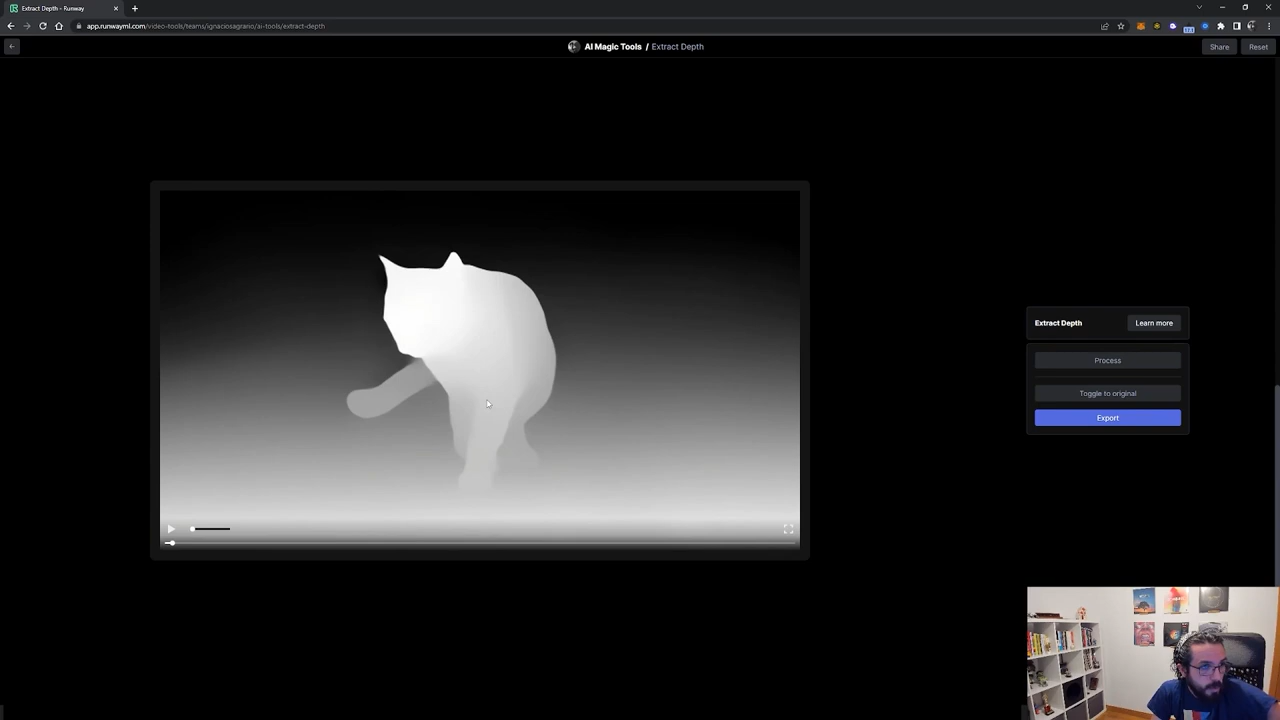 Extract Depth - Runway
app.runwayml.com/video-tools/teams/ignaciosagrario/ai-tools/extract-depth
AI Magic Tools / Extract Depth
Share
Reset
Extract Depth
Learn more
Process
Toggle to original
Export